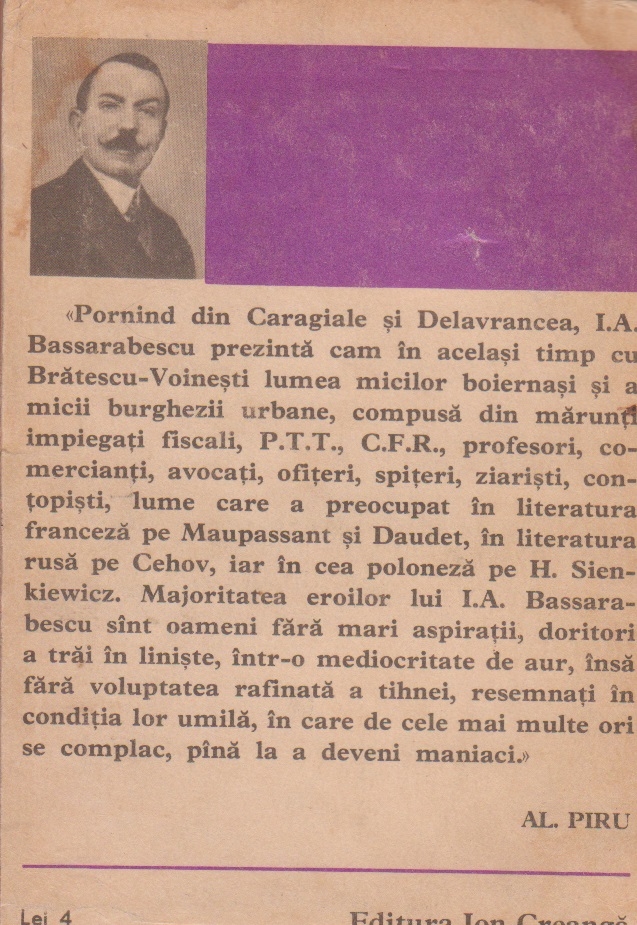 «Pornind din Caragiale și Delavrancea, I.A.
Bassarabescu prezintă cam în același timp cu
Brătescu-Voinești lumea micilor boiernași și a
micii burghezii urbane, compusă din mărunți
impiegați fiscali, P.T.T., C.F.R., profesori, co-
mercianți, avocați, ofițeri, spițeri, ziariști, con-
țopiști, lume care a preocupat în literatura
franceză pe Maupassant și Daudet, în literatura
rusă pe Cehov, iar în cea poloneză pe H. Sien-
kiewicz. Majoritatea eroilor lui I.A. Bassara-
bescu sînt oameni fără mari aspirații, doritori
a trăi în liniște, într-o mediocritate de aur, însă
fără voluptatea rafinată a tihnei, resemnați în
condiția lor umilă, în care de cele mai multe ori
se complac, pînă la a deveni maniaci.»
AL. PIRU
Lei 4
Editura Ion Creangă